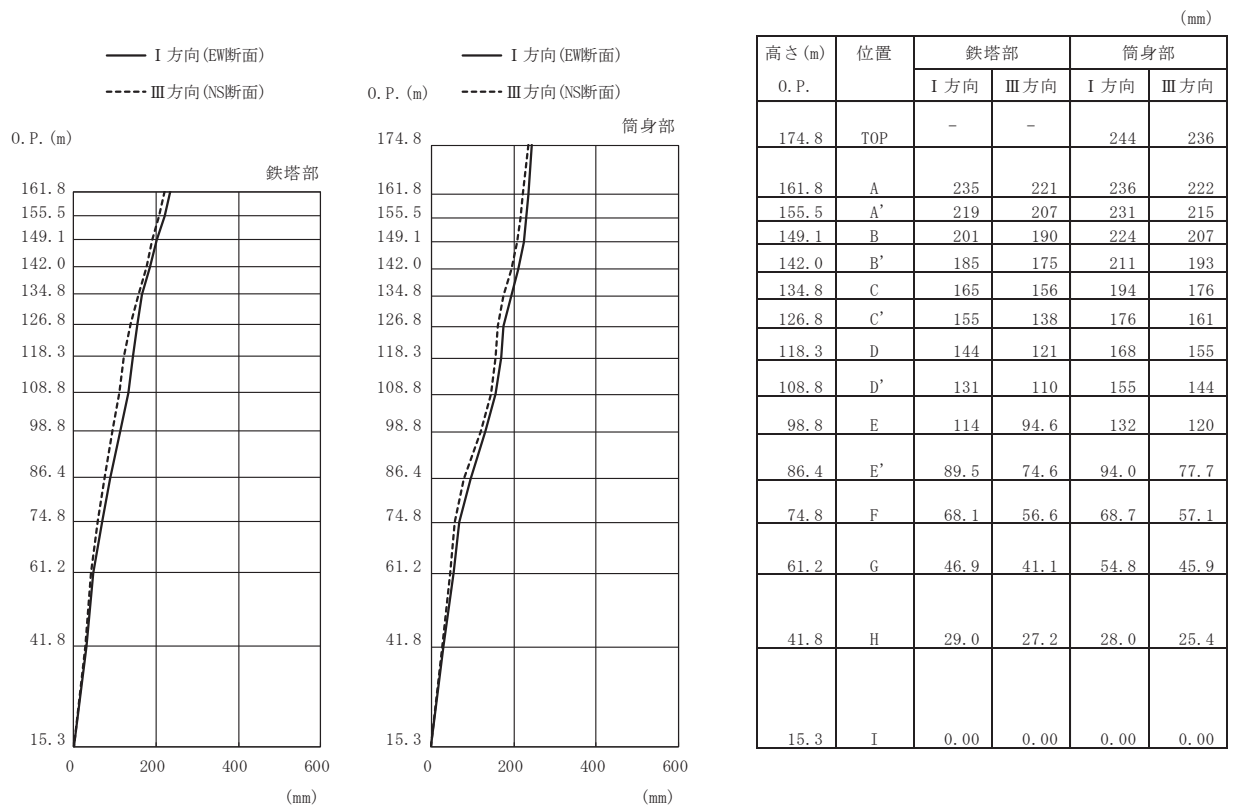 I 方向(EW断面)
Ⅲ方向(NS断面)
O.P.(m)
鉄塔部
161.8
155.5
149.1
142.0
134.8
126.8
118.3
108.8
98.8
86.4
74.8
61.2
41.8
15.3
0 200 400 600
(mm)
I 方向(EW断面)
O.P.(m) Ⅲ方向(NS断面)
筒身部
174.8
161.8
155.5
149.1
142.0
134.8
126.8
118.3
108.8
98.8
86.4
74.8
61.2
41.8
15.3
0 200 400 600
(mm)
(mm)
高さ(m) 位置 鉄塔部 筒身部
O.P. I 方向 Ⅲ方向 I 方向 Ⅲ方向
174.8 TOP - - 244 236
161.8 A 235 221 236 222
155.5 A' 219 207 231 215
149.1 B 201 190 224 207
142.0 B' 185 175 211 193
134.8 C 165 156 194 176
126.8 C' 155 138 176 161
118.3 D 144 121 168 155
108.8 D' 131 110 155 144
98.8 E 114 94.6 132 120
86.4 E' 89.5 74.6 94.0 77.7
74.8 F 68.1 56.6 68.7 57.1
61.2 G 46.9 41.1 54.8 45.9
41.8 H 29.0 27.2 28.0 25.4
15.3 I 0.00 0.00 0.00 0.00